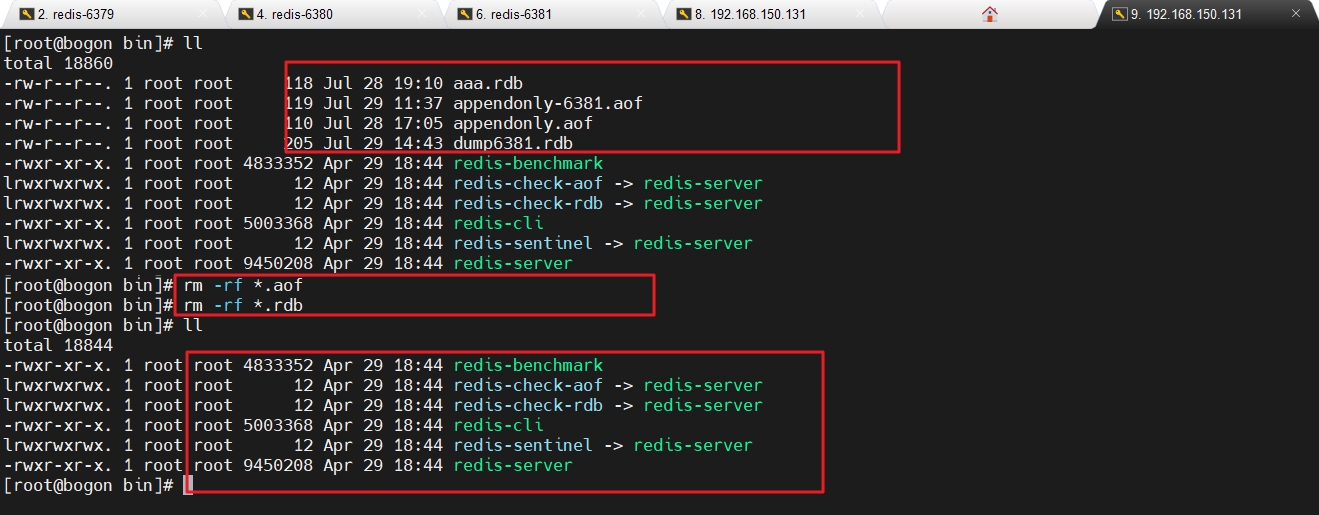 2. redis-6379 × 4. redis-6380 × 6. redis-6381 × 8. 192.168.150.131 × 9. 192.168.150.131 ×
[root@bogon bin]# ll
total 18860
-rw-r--r--. 1 root root     118 Jul 28 19:10 aaa.rdb
-rw-r--r--. 1 root root     119 Jul 29 11:37 appendonly-6381.aof
-rw-r--r--. 1 root root     110 Jul 28 17:05 appendonly.aof
-rw-r--r--. 1 root root     205 Jul 29 14:43 dump6381.rdb
-rwxr-xr-x. 1 root root 4833352 Apr 29 18:44 redis-benchmark
lrwxrwxrwx. 1 root root      12 Apr 29 18:44 redis-check-aof -> redis-server
lrwxrwxrwx. 1 root root      12 Apr 29 18:44 redis-check-rdb -> redis-server
-rwxr-xr-x. 1 root root 5003368 Apr 29 18:44 redis-cli
lrwxrwxrwx. 1 root root      12 Apr 29 18:44 redis-sentinel -> redis-server
-rwxr-xr-x. 1 root root 9450208 Apr 29 18:44 redis-server
[root@bogon bin]# rm -rf *.aof
[root@bogon bin]# rm -rf *.rdb
[root@bogon bin]# ll
total 18844
-rwxr-xr-x. 1 root root 4833352 Apr 29 18:44 redis-benchmark
lrwxrwxrwx. 1 root root      12 Apr 29 18:44 redis-check-aof -> redis-server
lrwxrwxrwx. 1 root root      12 Apr 29 18:44 redis-check-rdb -> redis-server
-rwxr-xr-x. 1 root root 5003368 Apr 29 18:44 redis-cli
lrwxrwxrwx. 1 root root      12 Apr 29 18:44 redis-sentinel -> redis-server
-rwxr-xr-x. 1 root root 9450208 Apr 29 18:44 redis-server
[root@bogon bin]#